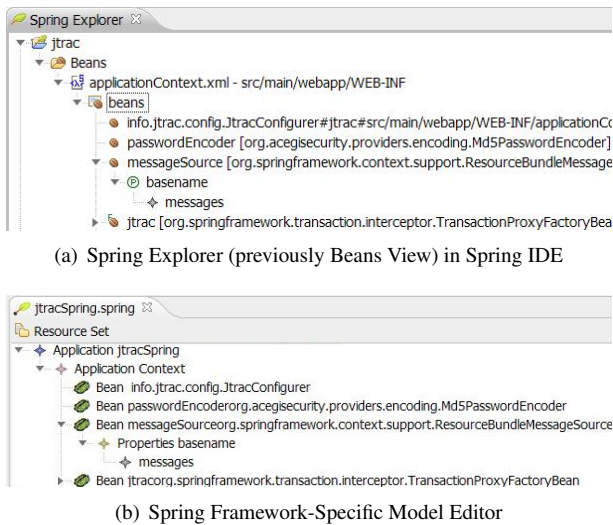 Spring Explorer
jtrac
Beans
applicationContext.xml - src/main/webapp/WEB-INF
beans
info.jtrac.config.JtracConfigurer#jtrac#src/main/webapp/WEB-INF/applicationCo
passwordEncoder [org.acegisecurity.providers.encoding.Md5PasswordEncoder]
messageSource [org.springframework.context.support.ResourceBundleMessage
P basename
messages
jtrac [org.springframework.transaction.interceptor.TransactionProxyFactoryBea
(a) Spring Explorer (previously Beans View) in Spring IDE
jtracSpring.spring
Resource Set
Application jtracSpring
Application Context
Bean info.jtrac.config.JtracConfigurer
Bean passwordEncoderorg.acegisecurity.providers.encoding.Md5PasswordEncoder
Bean messageSourceorg.springframework.context.support.ResourceBundleMessageSource
Properties basename
messages
Bean jtracorg.springframework.transaction.interceptor.TransactionProxyFactoryBean
(b) Spring Framework-Specific Model Editor